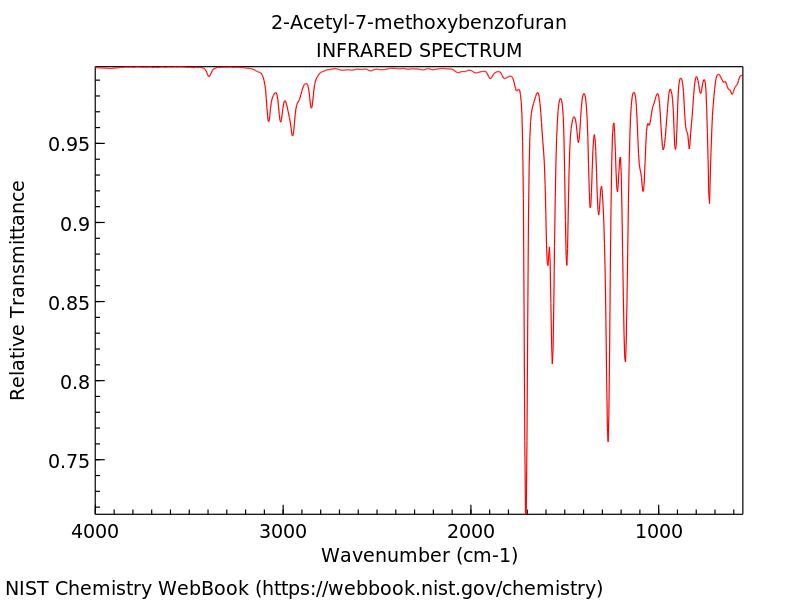 2-Acetyl-7-methoxybenzofuran
INFRARED SPECTRUM
Relative Transmittance
0.95
0.9
0.85
0.8
0.75
4000 3000 2000 1000
Wavenumber (cm-1)
NIST Chemistry WebBook (https://webbook.nist.gov/chemistry)